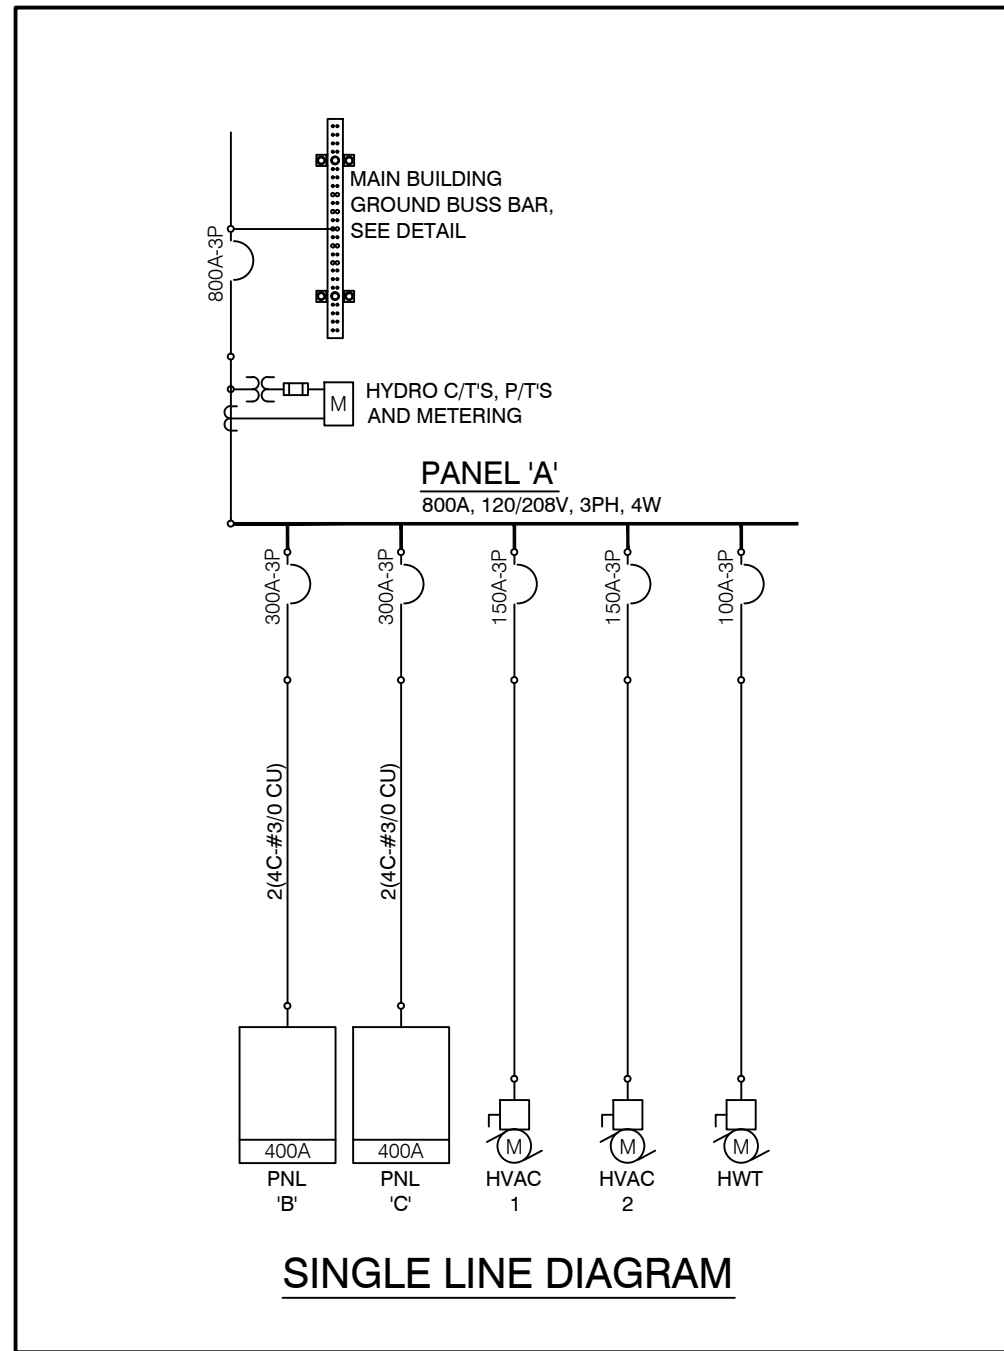 MAIN BUILDING
GROUND BUSS BAR,
SEE DETAIL
800A-3P
M
HYDRO C/T'S, P/T'S
AND METERING
PANEL 'A'
800A, 120/208V, 3PH, 4W
300A-3P
300A-3P
150A-3P
150A-3P
100A-3P
2(4C-#3/0 CU)
2(4C-#3/0 CU)
400A
PNL
'B'
400A
PNL
'C'
M
HVAC
1
M
HVAC
2
M
HWT
SINGLE LINE DIAGRAM